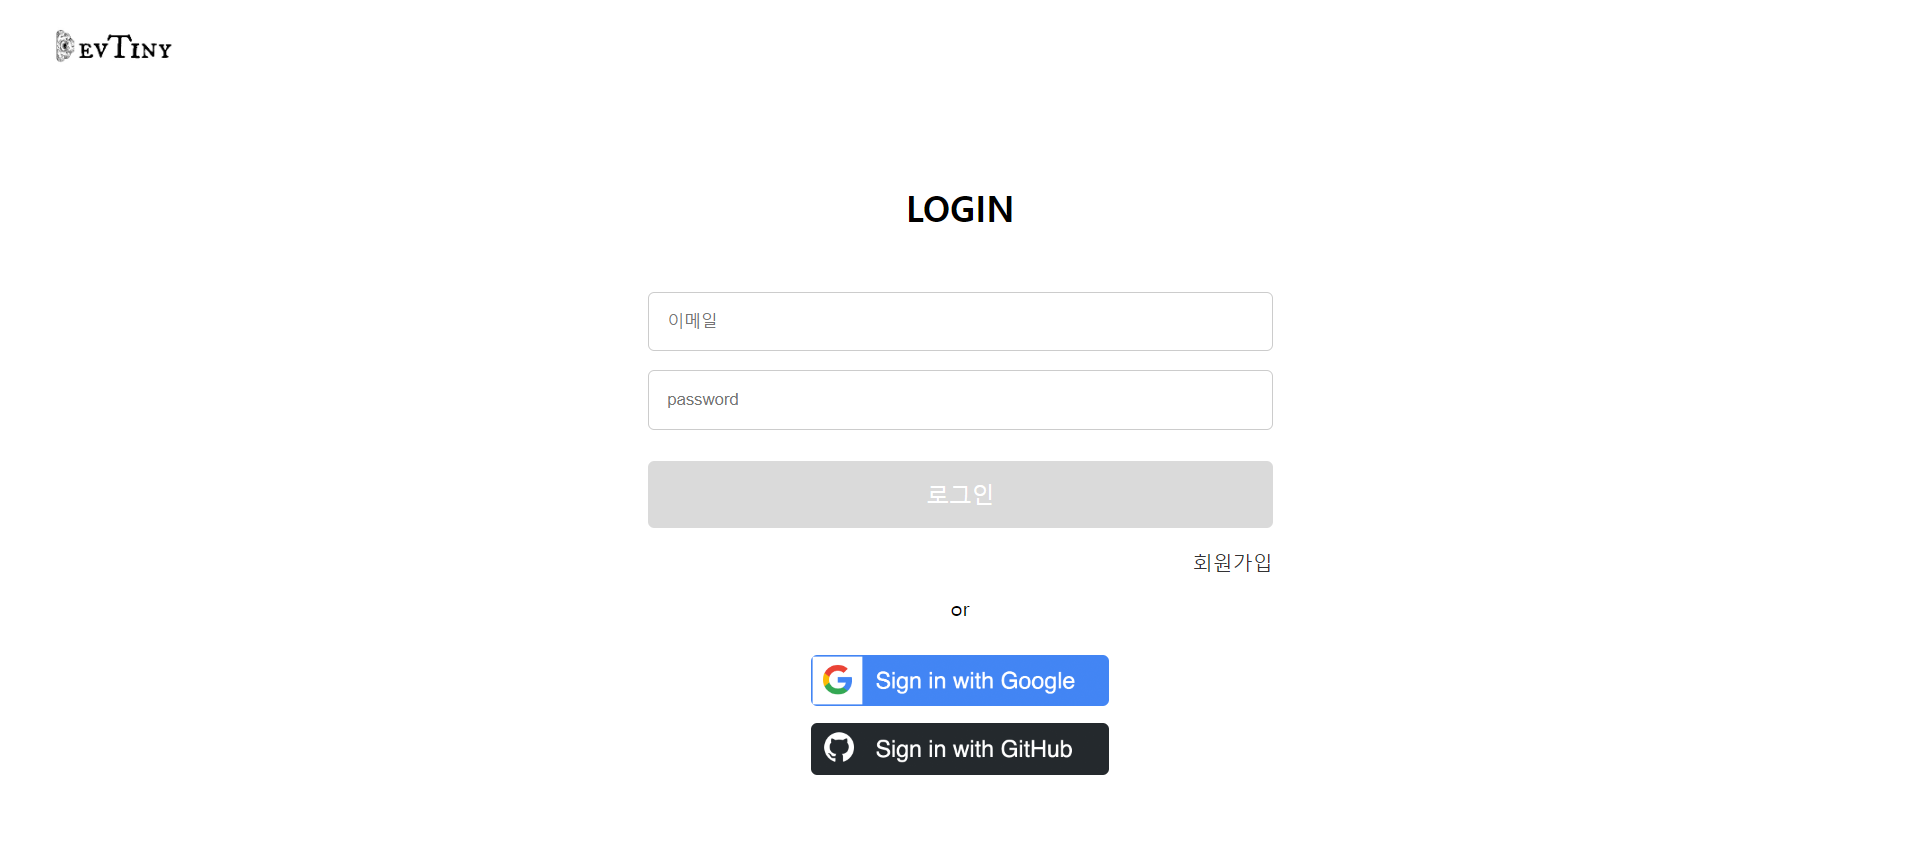 DevTiny
LOGIN
이메일
password
로그인
회원가입
or
Sign in with Google
Sign in with GitHub